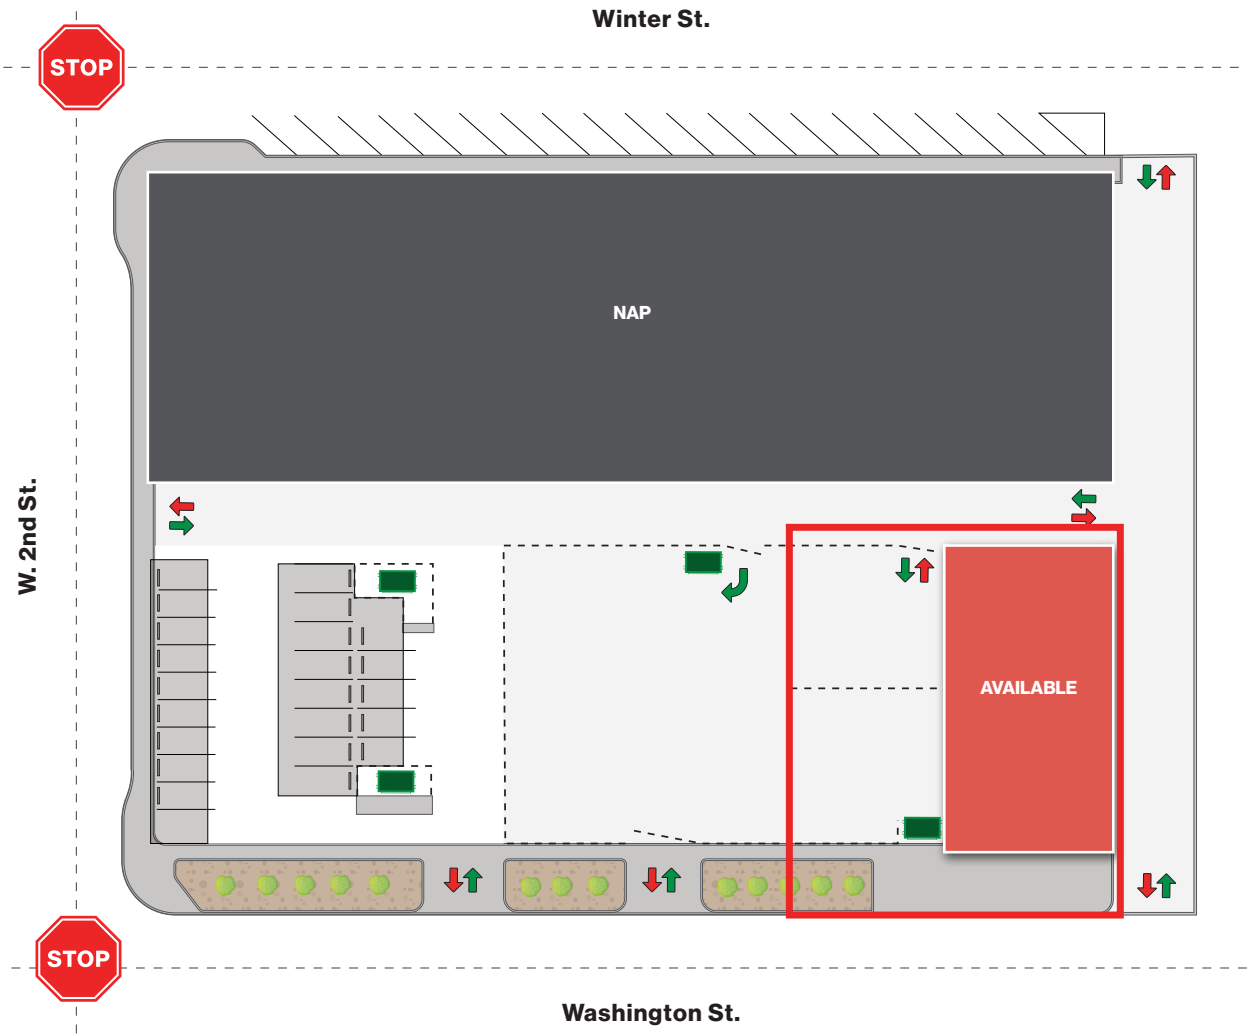 Winter St.
STOP
NAP
W. 2nd St.
AVAILABLE
STOP
Washington St.